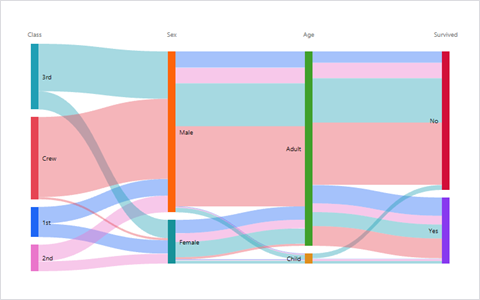 Class Sex Age Survived
3rd
Male
No
Adult
Crew
1st
Yes
Female
2nd
Child